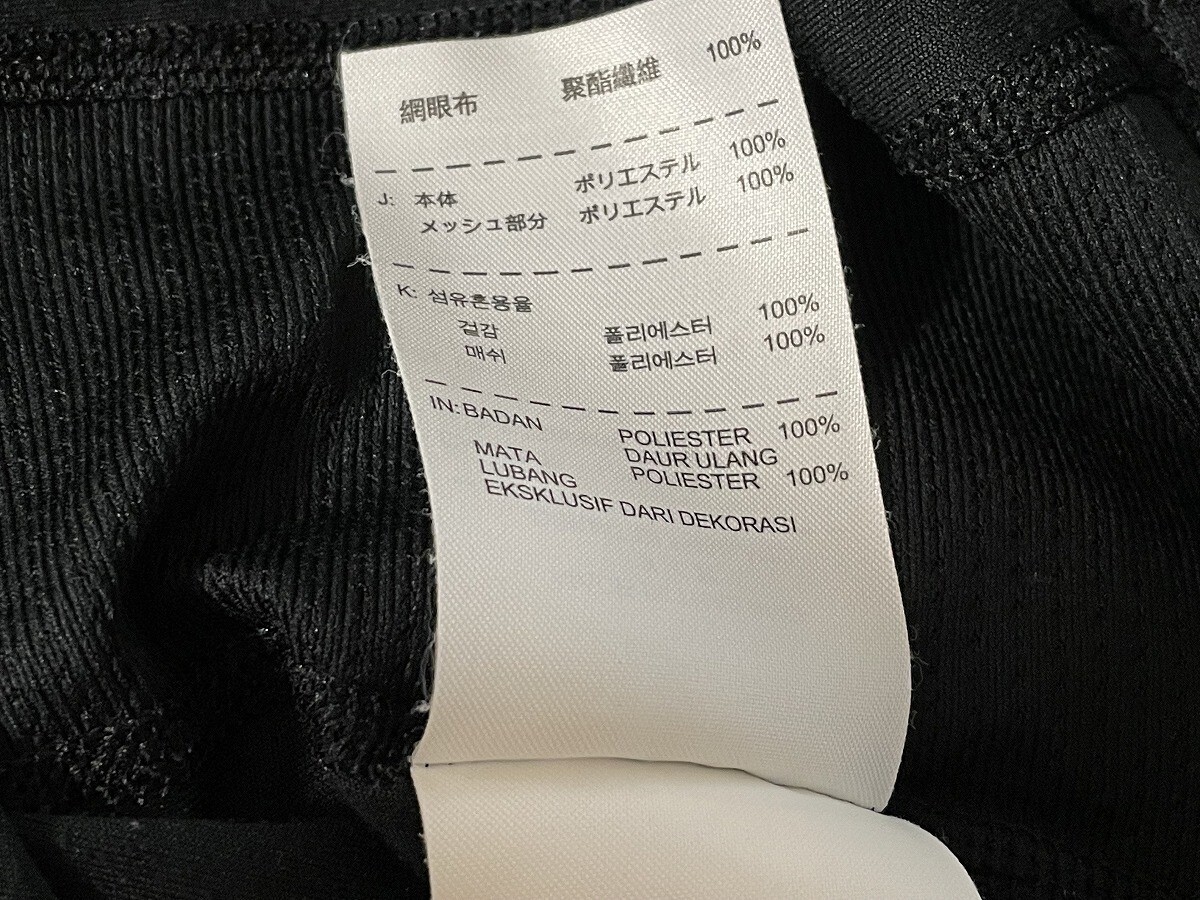 網眼布 聚酯纖維 100%
J: 本体 ポリエステル 100%
メッシュ部分 ポリエステル 100%
K: 섬유혼용율
겉감 폴리에스터 100%
매쉬 폴리에스터 100%
IN: BADAN POLIESTER 100%
DAUR ULANG
MATA LUBANG POLIESTER 100%
EKSKLUSIF DARI DEKORASI